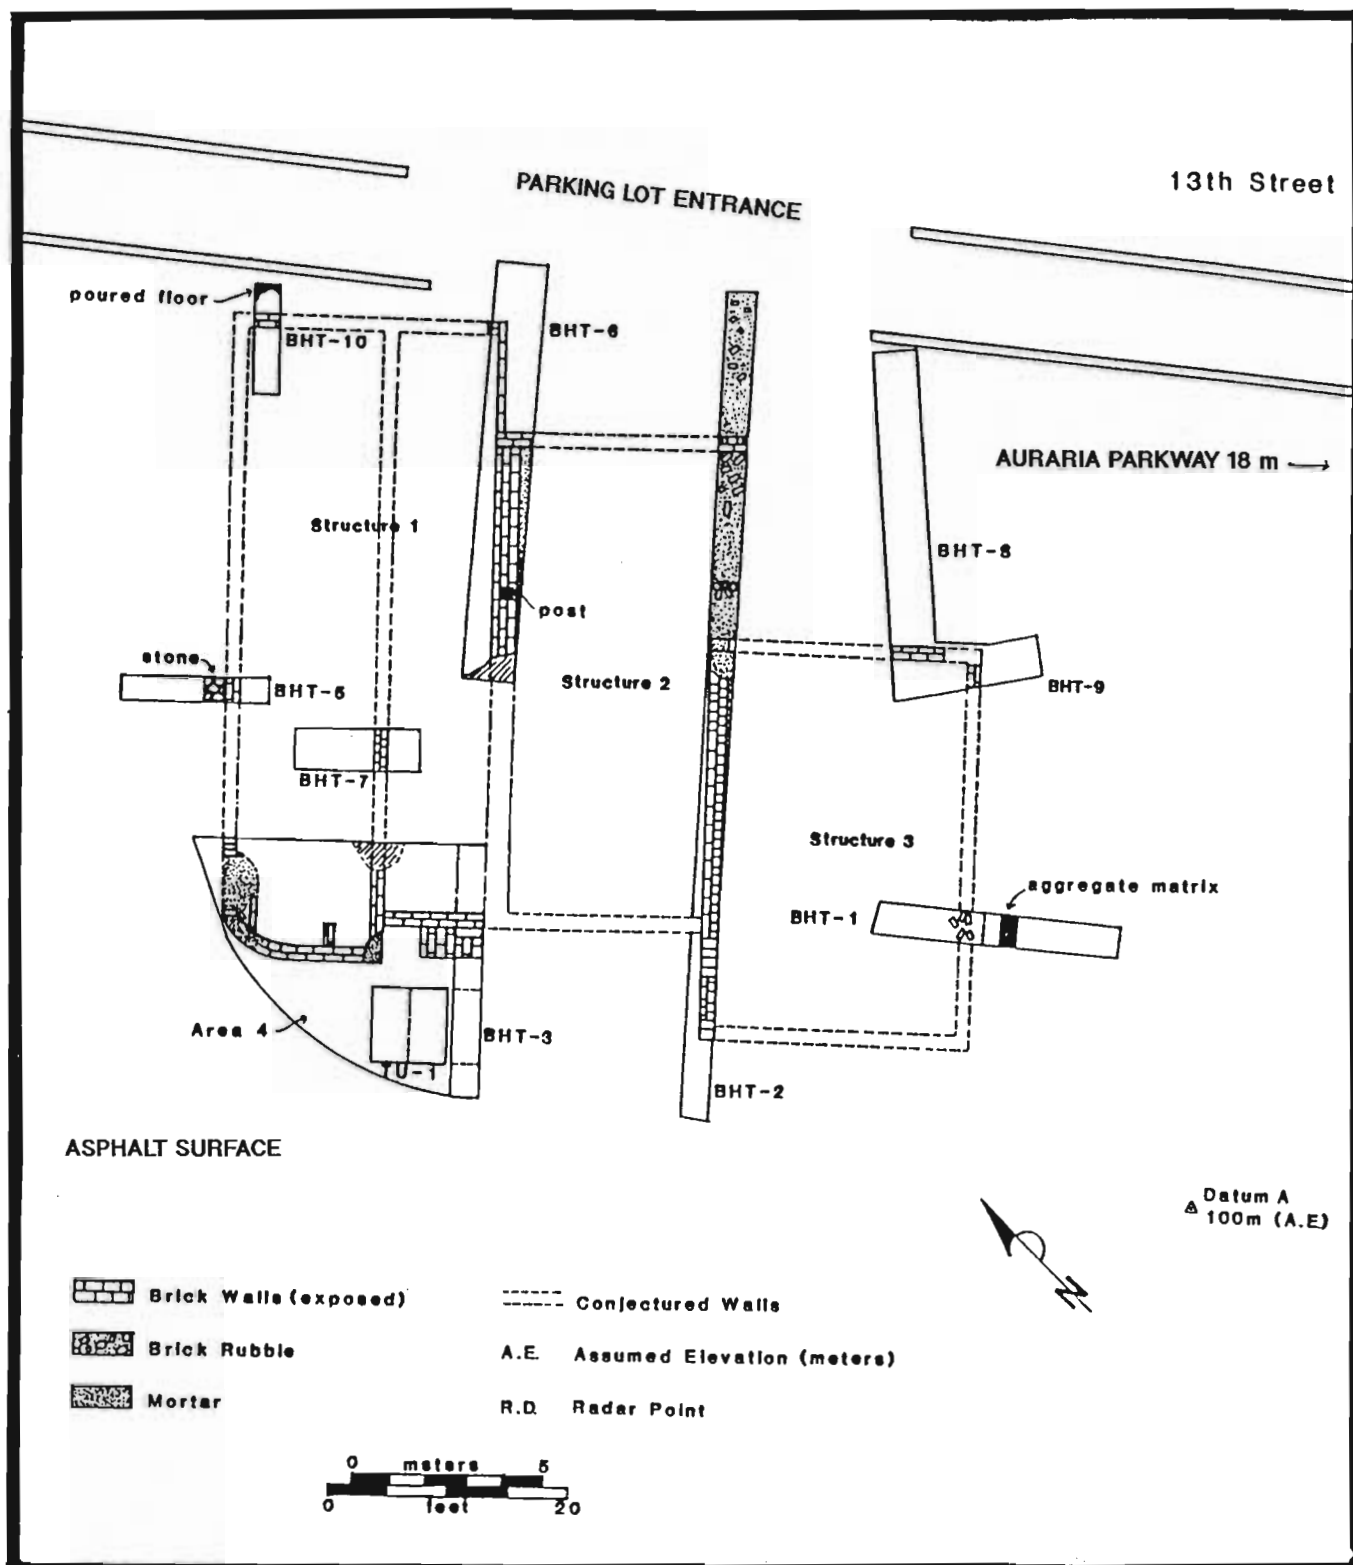 13th Street
PARKING LOT ENTRANCE
poured floor
BHT-10
BHT-6
AURARIA PARKWAY 18 m
Structure 1
BHT-8
post
stone
BHT-5
Structure 2
BHT-9
BHT-7
Structure 3
aggregate matrix
BHT-1
Area 4
BHT-3
TU-1
BHT-2
ASPHALT SURFACE
Datum A
100m (A.E)
N
Brick Walls (exposed)
Conjectured Walls
Brick Rubble
A.E. Assumed Elevation (meters)
Mortar
R.D. Radar Point
0 meters 5
0 feet 20